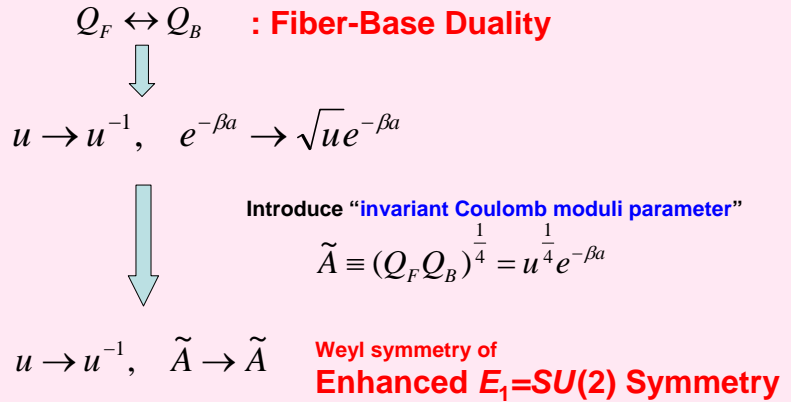 Q_F ↔ Q_B : Fiber-Base Duality
u → u^{-1}, e^{-βa} → √u e^{-βa}
Introduce “invariant Coulomb moduli parameter”
Ã ≡ (Q_F Q_B)^{1/4} = u^{1/4} e^{-βa}
u → u^{-1}, Ã → Ã Weyl symmetry of
Enhanced E_1=SU(2) Symmetry